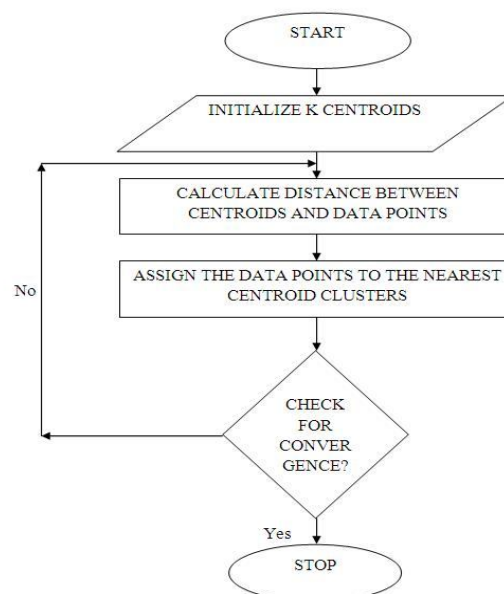 START
INITIALIZE K CENTROIDS
CALCULATE DISTANCE BETWEEN
CENTROIDS AND DATA POINTS
ASSIGN THE DATA POINTS TO THE NEAREST
CENTROID CLUSTERS
No
CHECK
FOR
CONVER
GENCE?
Yes
STOP